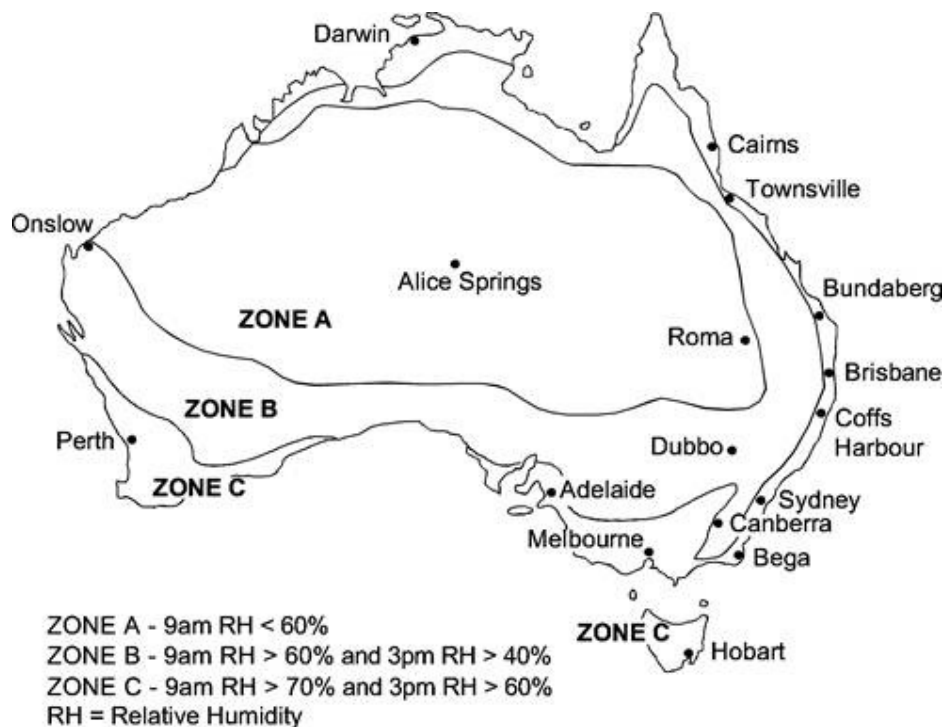 Darwin
Cairns
Townsville
Onslow
Alice Springs
Bundaberg
ZONE A
Roma
Brisbane
ZONE B
Coffs
Harbour
Perth
Dubbo
ZONE C
Adelaide
Sydney
Canberra
Melbourne
Bega
ZONE C
Hobart
ZONE A - 9am RH < 60%
ZONE B - 9am RH > 60% and 3pm RH > 40%
ZONE C - 9am RH > 70% and 3pm RH > 60%
RH = Relative Humidity